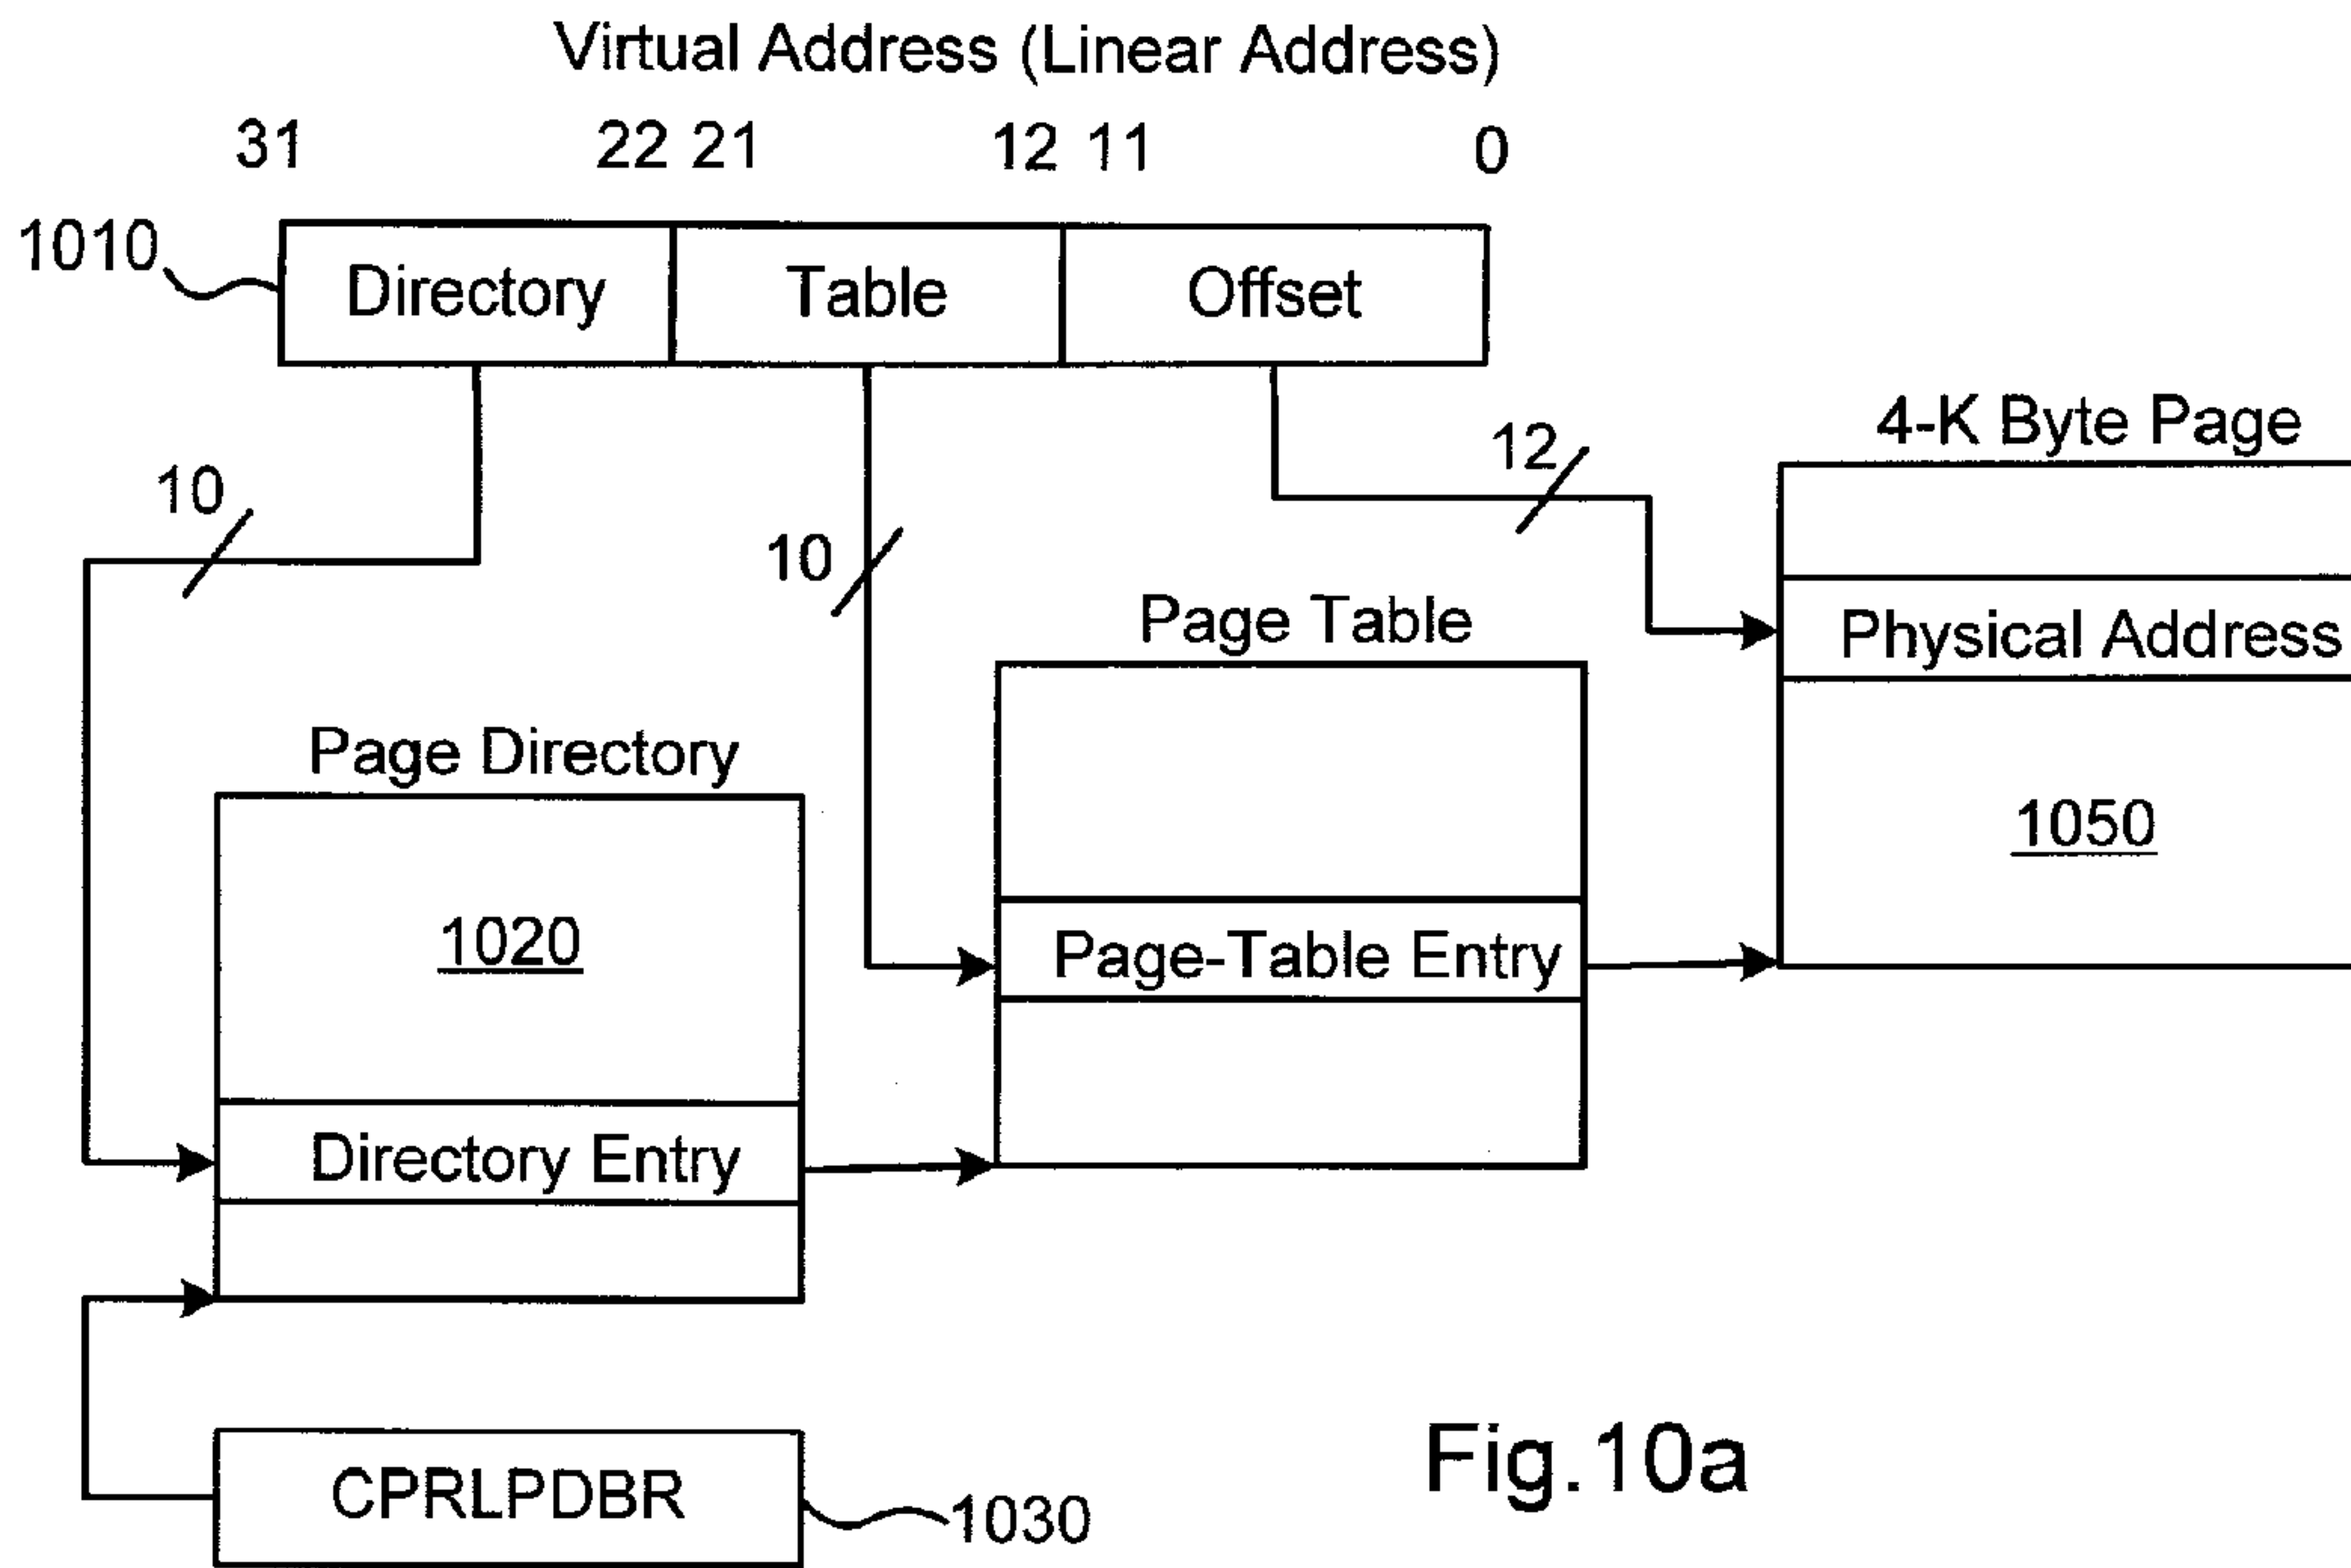 Virtual Address (Linear Address)
31 22 21 12 11 0
1010
Directory Table Offset
4-K Byte Page
12
10
10
Page Table
Physical Address
Page Directory
1050
1020
Page-Table Entry
Directory Entry
CPRLPDBR
1030
Fig.10a